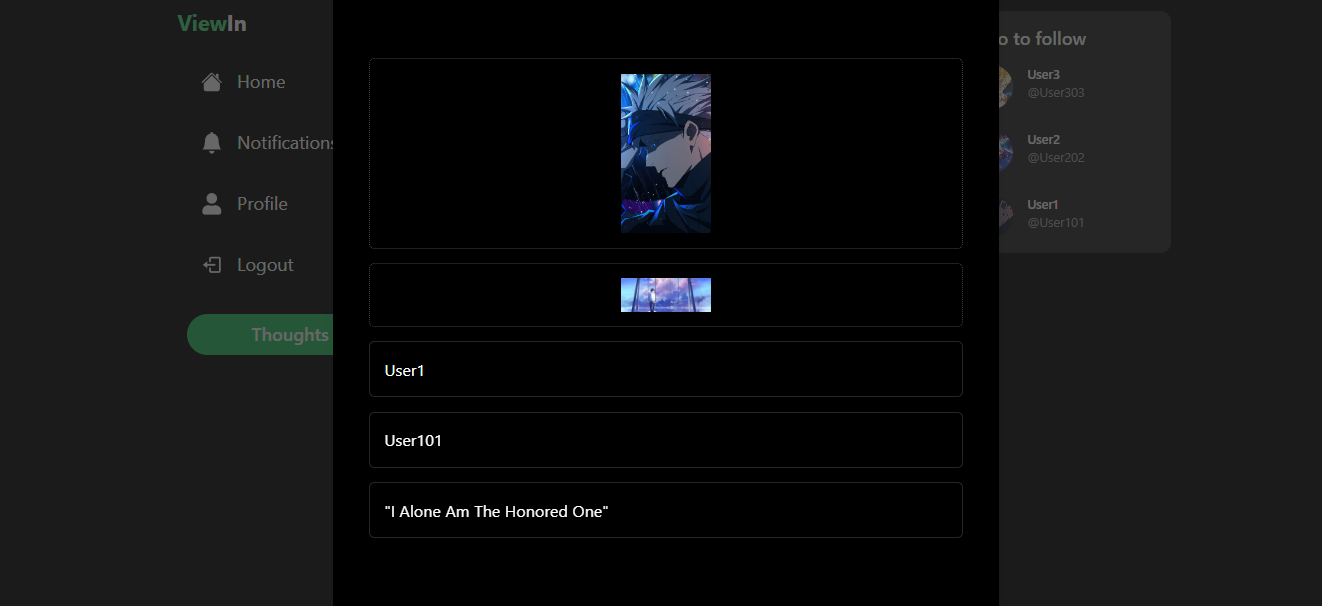 ViewIn
Home
Notifications
Profile
Logout
Thoughts
User1
User101
"I Alone Am The Honored One"
o to follow
User3
@User303
User2
@User202
User1
@User101